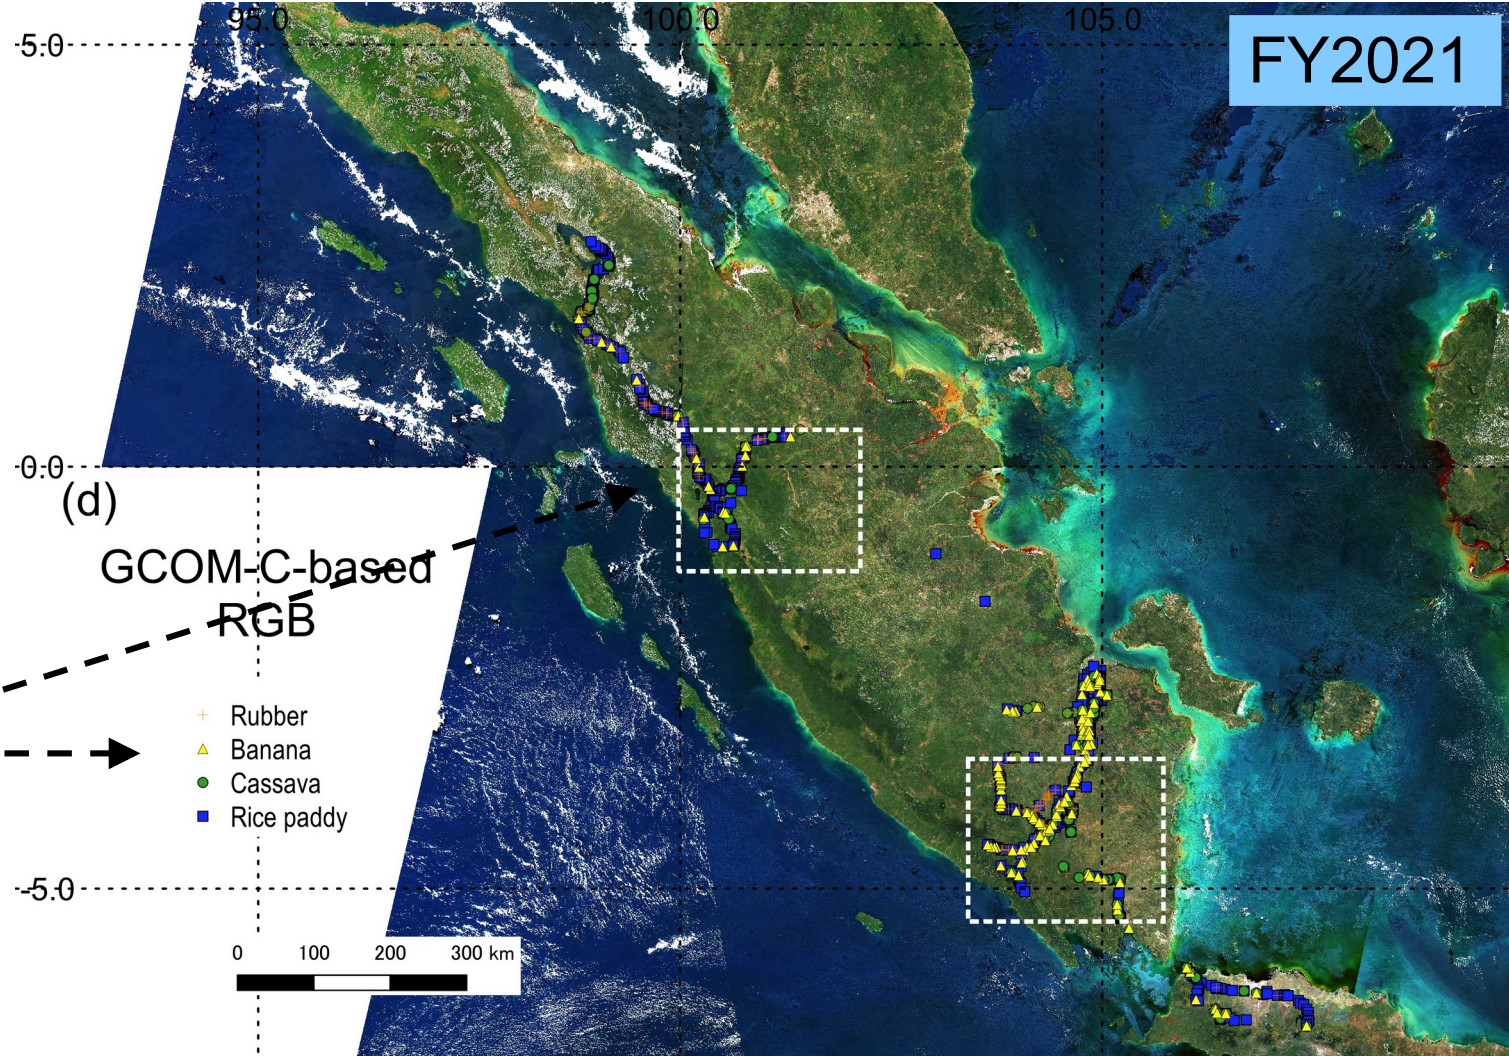 95.0
100.0
105.0
5.0
FY2021
0.0
(d)
GCOM-C-based
RGB
Rubber
Banana
Cassava
Rice paddy
-5.0
0 100 200 300 km